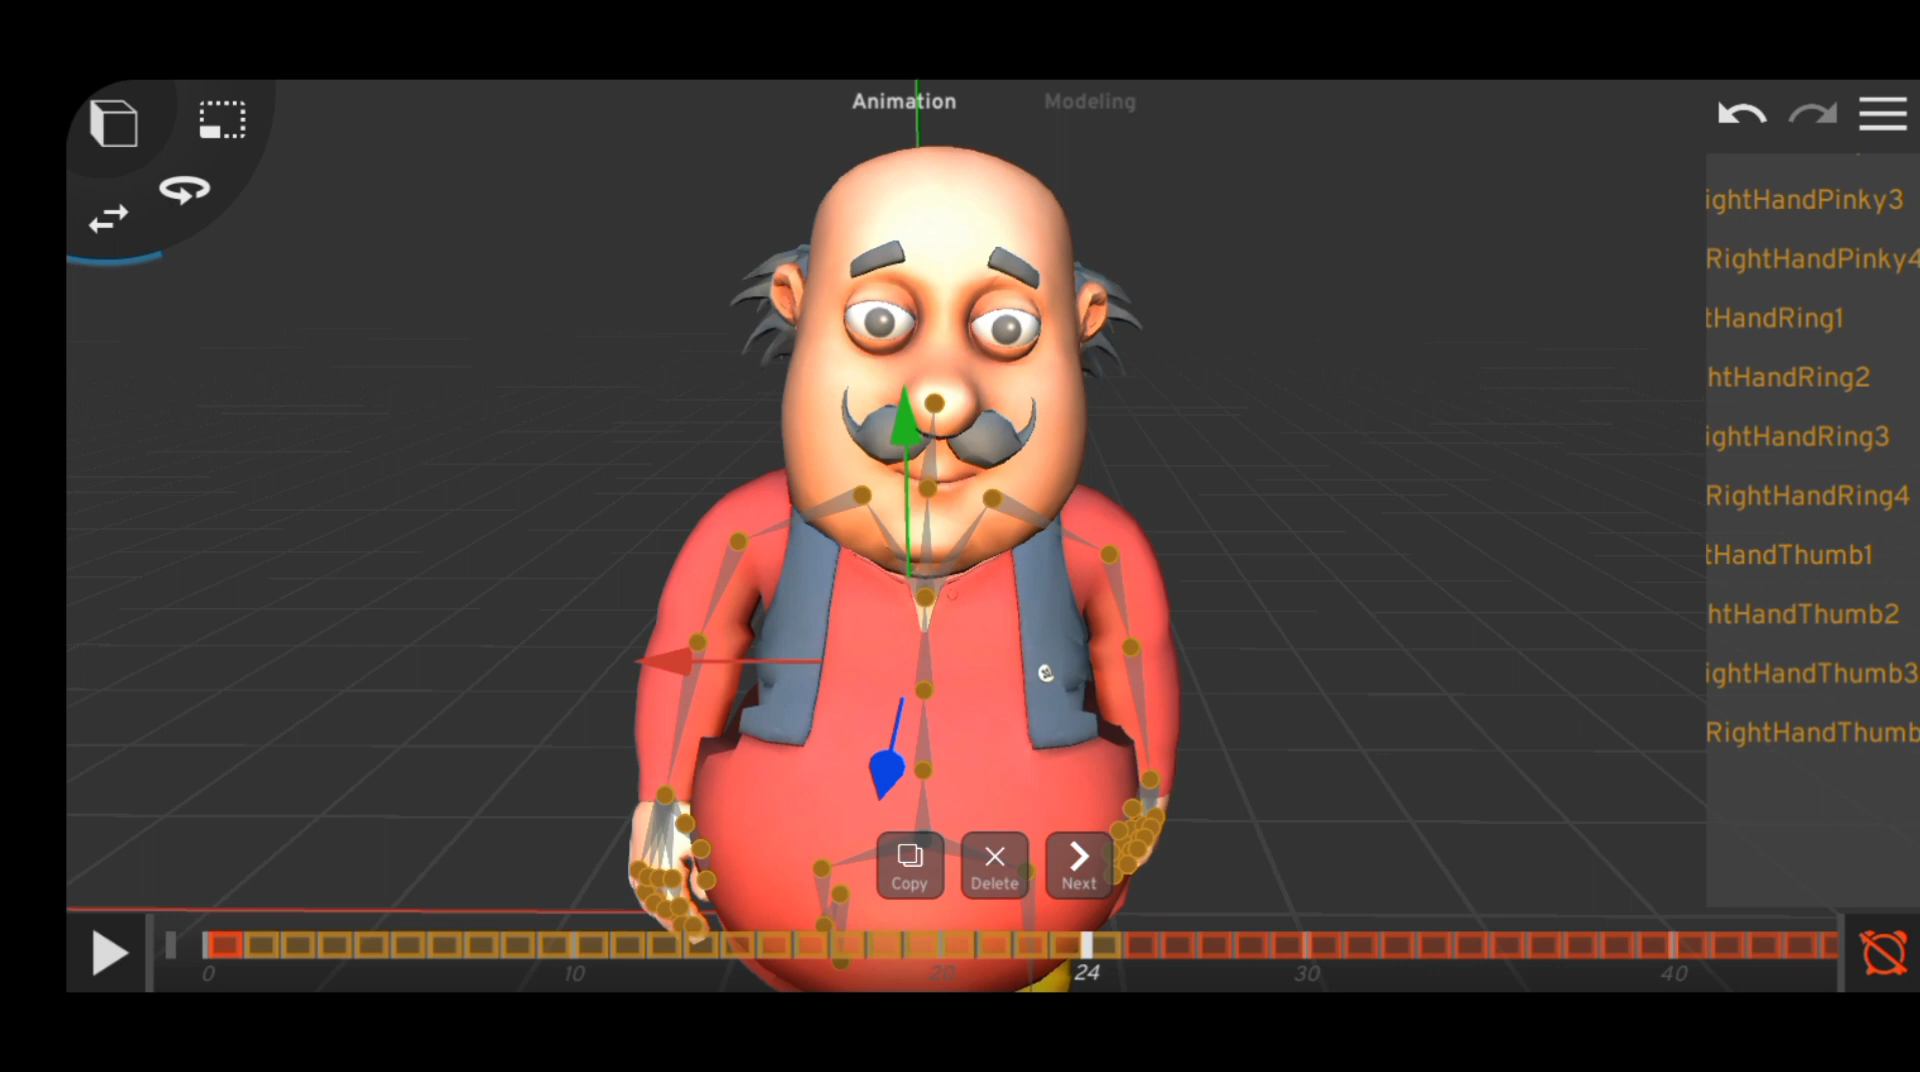 Animation
Modeling
ightHandPinky3
RightHandPinky4
tHandRing1
htHandRing2
ightHandRing3
RightHandRing4
tHandThumb1
htHandThumb2
ightHandThumb3
RightHandThumb
Copy
Delete
Next
0
10
20
24
30
40